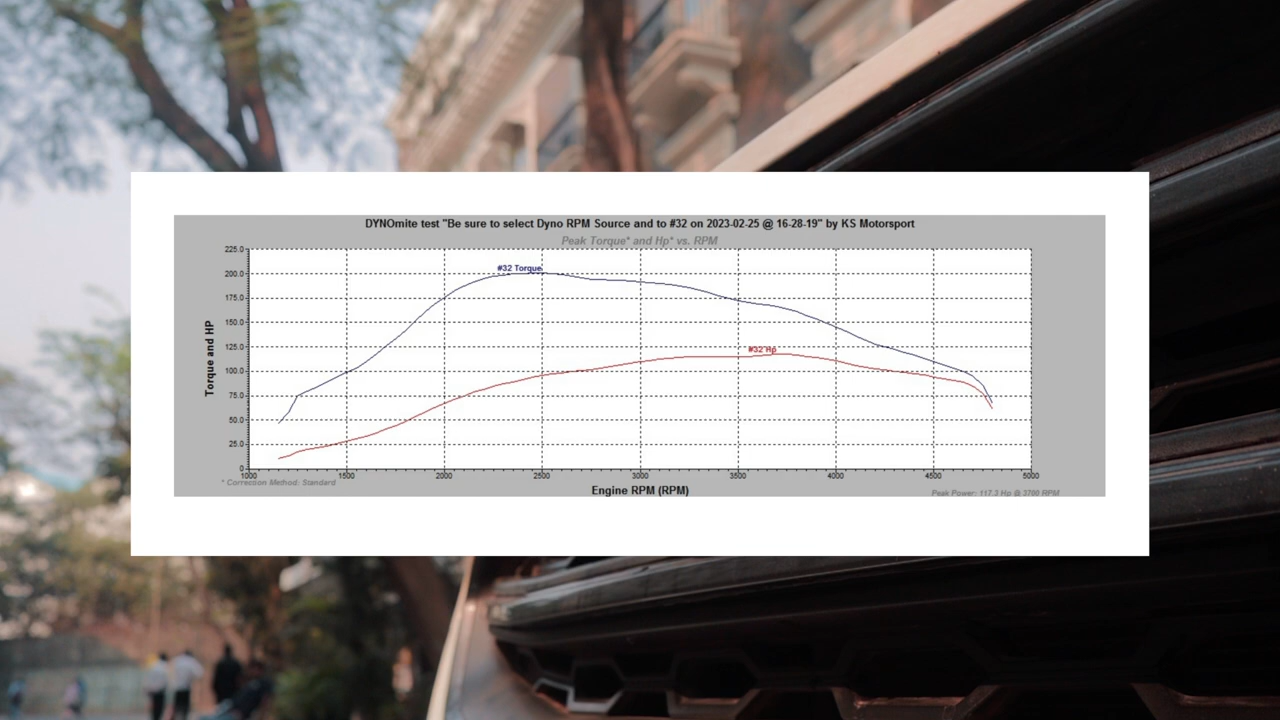 DYNOmite test "Be sure to select Dyno RPM Source and to #32 on 2023-02-25 @ 16-28-19" by KS Motorsport
Peak Torque* and Hp* vs. RPM
225.0
200.0
175.0
150.0
125.0
100.0
75.0
50.0
25.0
0
Torque and HP
#32 Torque
#32 Hp
1000 1500 2000 2500 3000 3500 4000 4500 5000
* Correction Method: Standard
Engine RPM (RPM)
Peak Power: 117.3 Hp @ 3700 RPM